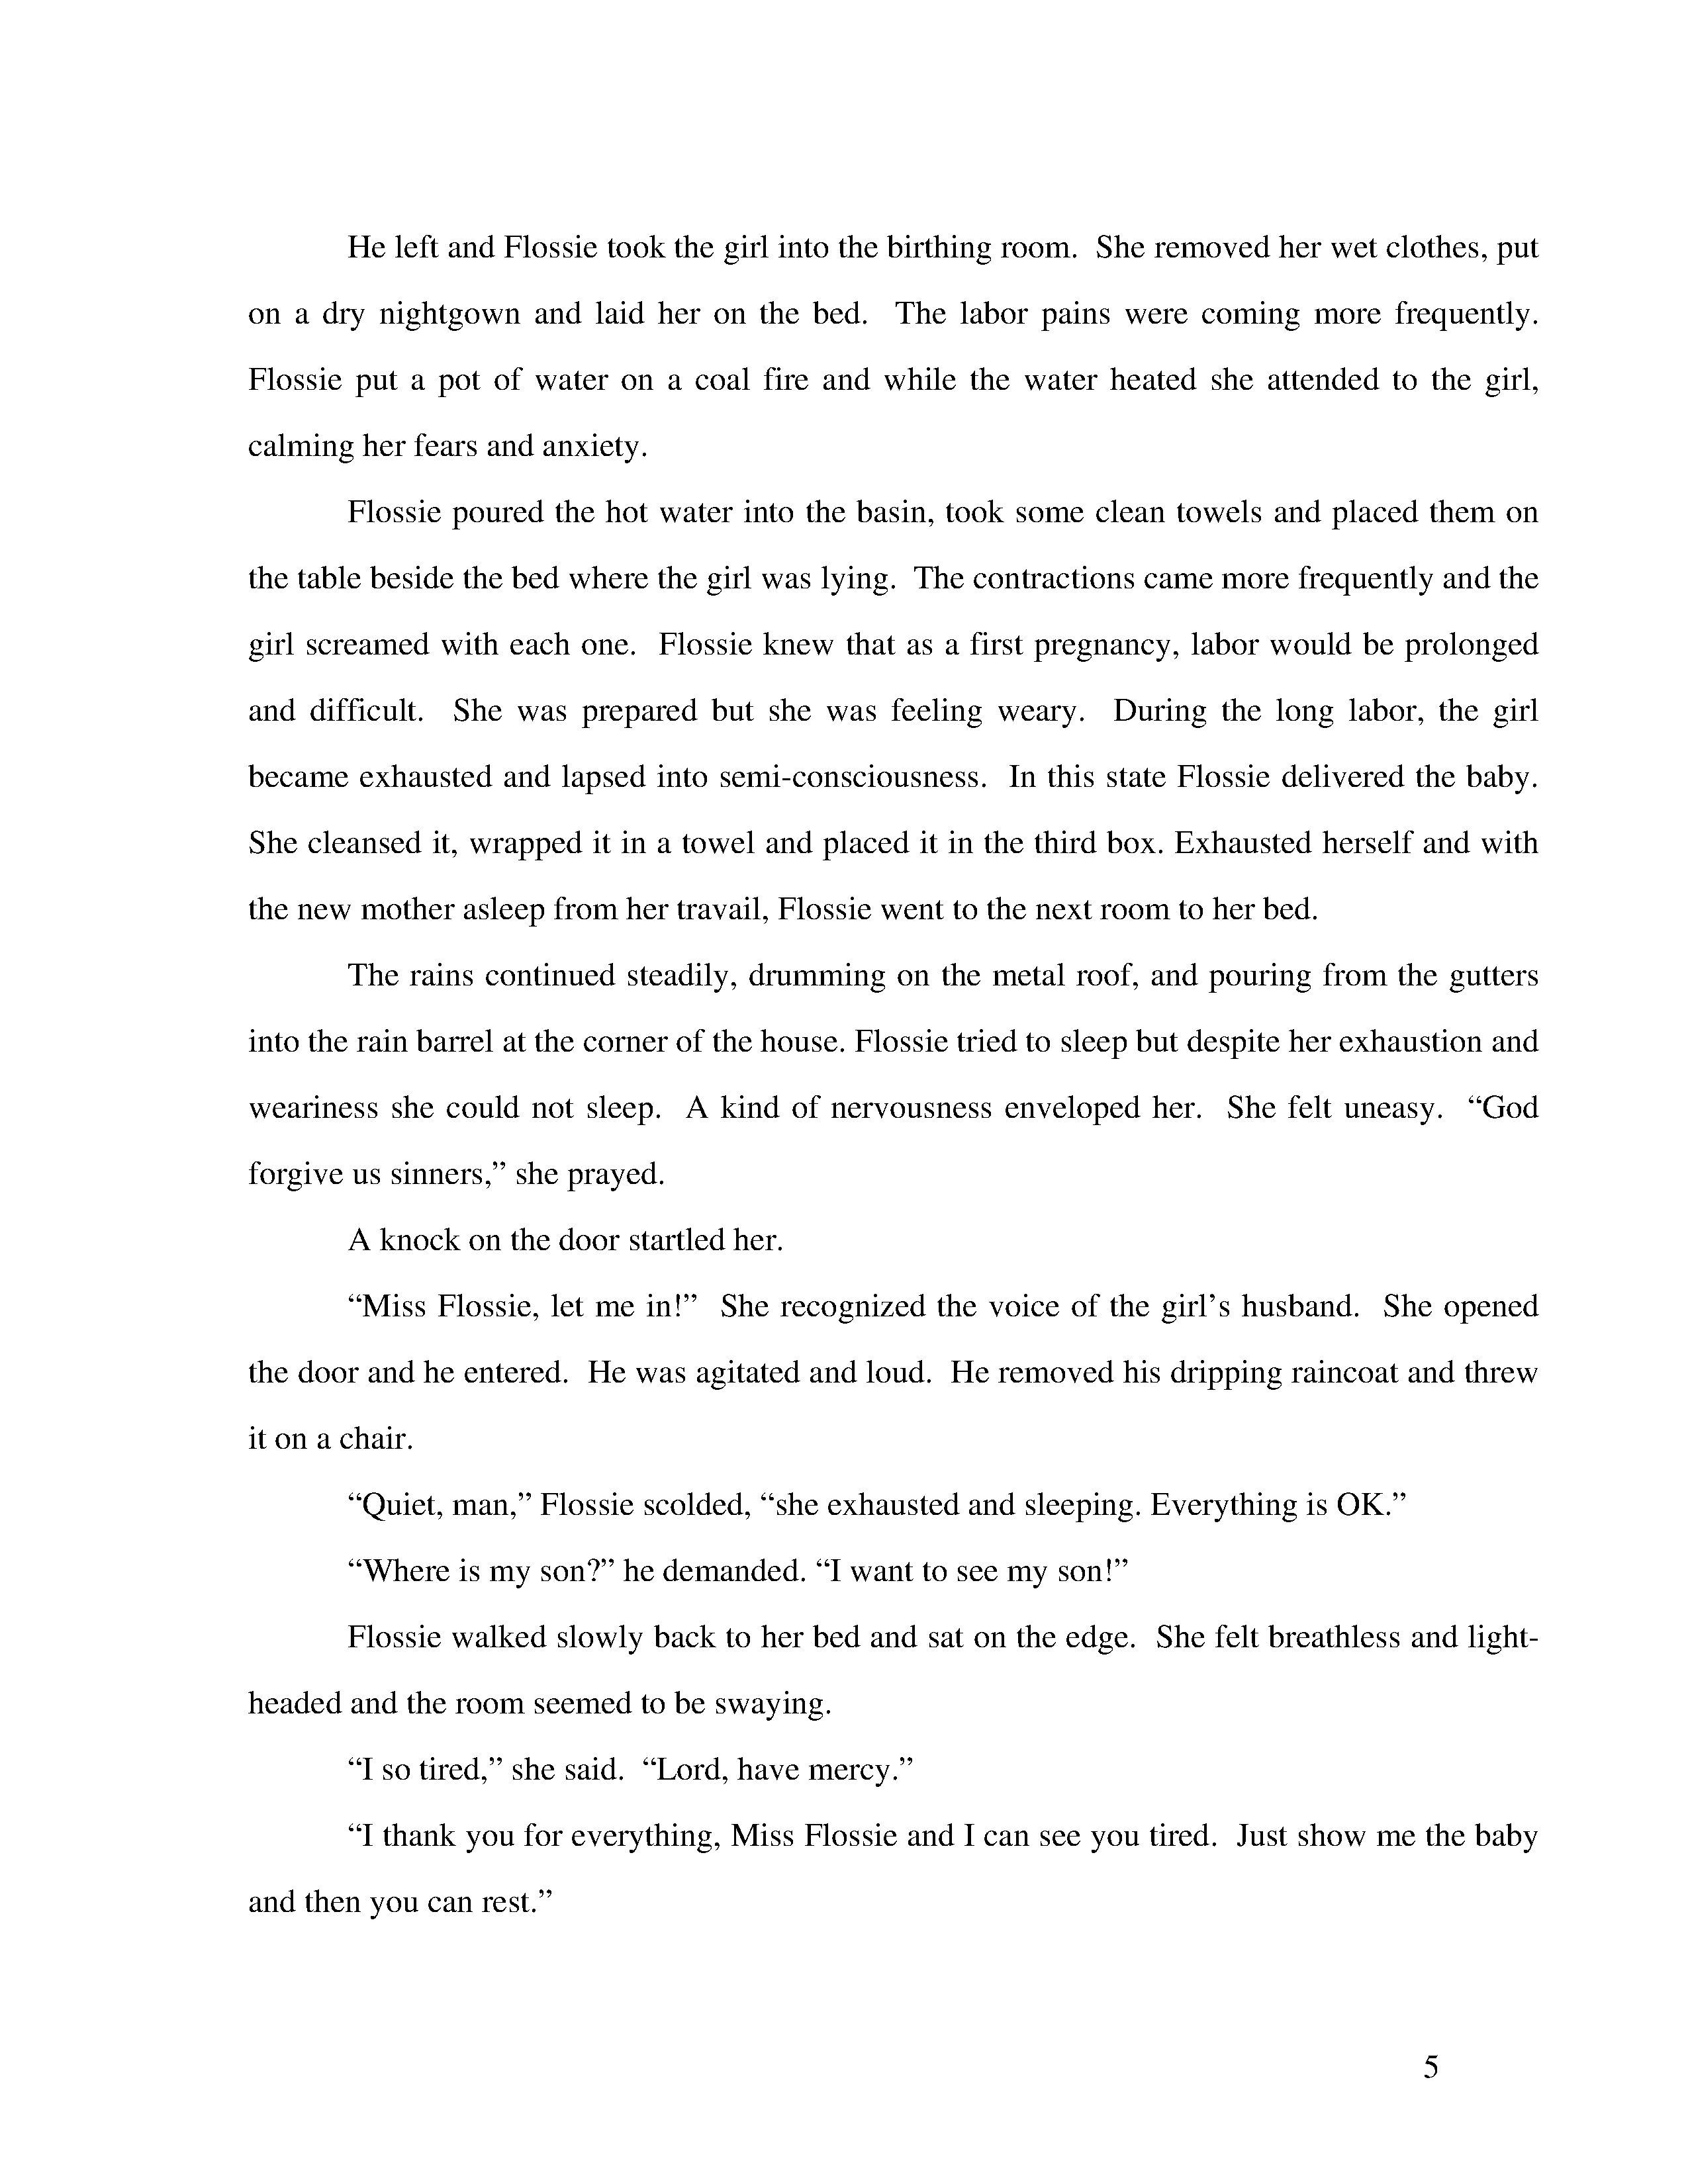 He left and Flossie took the girl into the birthing room.  She removed her wet clothes, put
on a dry nightgown and laid her on the bed.  The labor pains were coming more frequently.
Flossie put a pot of water on a coal fire and while the water heated she attended to the girl,
calming her fears and anxiety.
Flossie poured the hot water into the basin, took some clean towels and placed them on
the table beside the bed where the girl was lying.  The contractions came more frequently and the
girl screamed with each one.  Flossie knew that as a first pregnancy, labor would be prolonged
and difficult.  She was prepared but she was feeling weary.  During the long labor, the girl
became exhausted and lapsed into semi-consciousness.  In this state Flossie delivered the baby.
She cleansed it, wrapped it in a towel and placed it in the third box. Exhausted herself and with
the new mother asleep from her travail, Flossie went to the next room to her bed.
The rains continued steadily, drumming on the metal roof, and pouring from the gutters
into the rain barrel at the corner of the house. Flossie tried to sleep but despite her exhaustion and
weariness she could not sleep.  A kind of nervousness enveloped her.  She felt uneasy.  “God
forgive us sinners,” she prayed.
A knock on the door startled her.
“Miss Flossie, let me in!”  She recognized the voice of the girl’s husband.  She opened
the door and he entered.  He was agitated and loud.  He removed his dripping raincoat and threw
it on a chair.
“Quiet, man,” Flossie scolded, “she exhausted and sleeping. Everything is OK.”
“Where is my son?” he demanded. “I want to see my son!”
Flossie walked slowly back to her bed and sat on the edge.  She felt breathless and light-
headed and the room seemed to be swaying.
“I so tired,” she said.  “Lord, have mercy.”
“I thank you for everything, Miss Flossie and I can see you tired.  Just show me the baby
and then you can rest.”
5